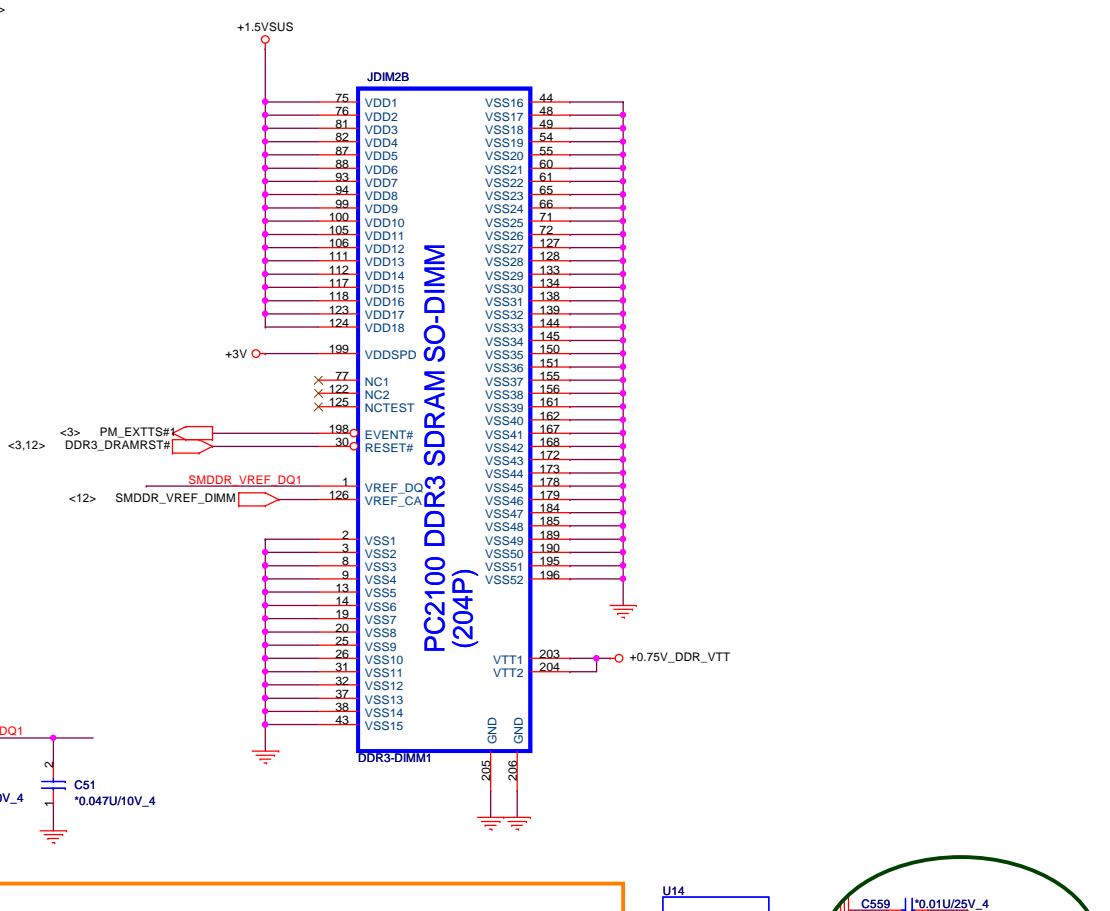 >
+1.5VSUS
JDIM2B
75 VDD1 VSS16 44
76 VDD2 VSS17 48
81 VDD3 VSS18 49
82 VDD4 VSS19 54
87 VDD5 VSS20 55
88 VDD6 VSS21 60
93 VDD7 VSS22 61
94 VDD8 VSS23 65
99 VDD9 VSS24 66
100 VDD10 VSS25 71
105 VDD11 VSS26 72
106 VDD12 VSS27 127
111 VDD13 VSS28 128
112 VDD14 VSS29 133
117 VDD15 VSS30 134
118 VDD16 VSS31 138
123 VDD17 VSS32 139
124 VDD18 VSS33 144
VSS34 145
+3V 199 VDDSPD VSS35 150
VSS36 151
77 NC1 VSS37 155
122 NC2 VSS38 156
125 NCTEST VSS39 161
VSS40 162
<3> PM_EXTTS#1 198 EVENT# VSS41 167
<3,12> DDR3_DRAMRST# 30 RESET# VSS42 168
VSS43 172
VSS44 173
SMDDR_VREF_DQ1 1 VREF_DQ VSS45 178
<12> SMDDR_VREF_DIMM 126 VREF_CA VSS46 179
VSS47 184
VSS48 185
2 VSS1 VSS49 189
3 VSS2 VSS50 190
8 VSS3 VSS51 195
9 VSS4 VSS52 196
13 VSS5
14 VSS6
19 VSS7
20 VSS8
25 VSS9
26 VSS10 VTT1 203 +0.75V_DDR_VTT
31 VSS11 VTT2 204
32 VSS12
37 VSS13
38 VSS14
43 VSS15
PC2100 DDR3 SDRAM SO-DIMM
(204P)
GND GND
205 206
DDR3-DIMM1
DQ1
2
C51
1
*0.047U/10V_4
0V_4
U14
C559 *0.01U/25V_4